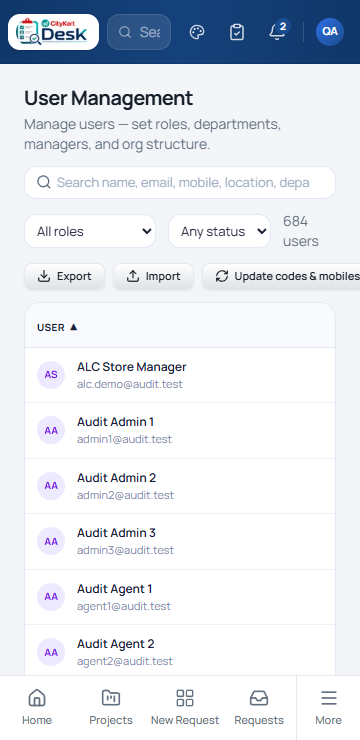 CityKart
Desk
Sea
2
QA
User Management
Manage users — set roles, departments,
managers, and org structure.
Search name, email, mobile, location, depa
All roles
Any status
684
users
Export
Import
Update codes & mobiles
USER ▲
AS
ALC Store Manager
alc.demo@audit.test
AA
Audit Admin 1
admin1@audit.test
AA
Audit Admin 2
admin2@audit.test
AA
Audit Admin 3
admin3@audit.test
AA
Audit Agent 1
agent1@audit.test
AA
Audit Agent 2
agent2@audit.test
Home
Projects
New Request
Requests
More